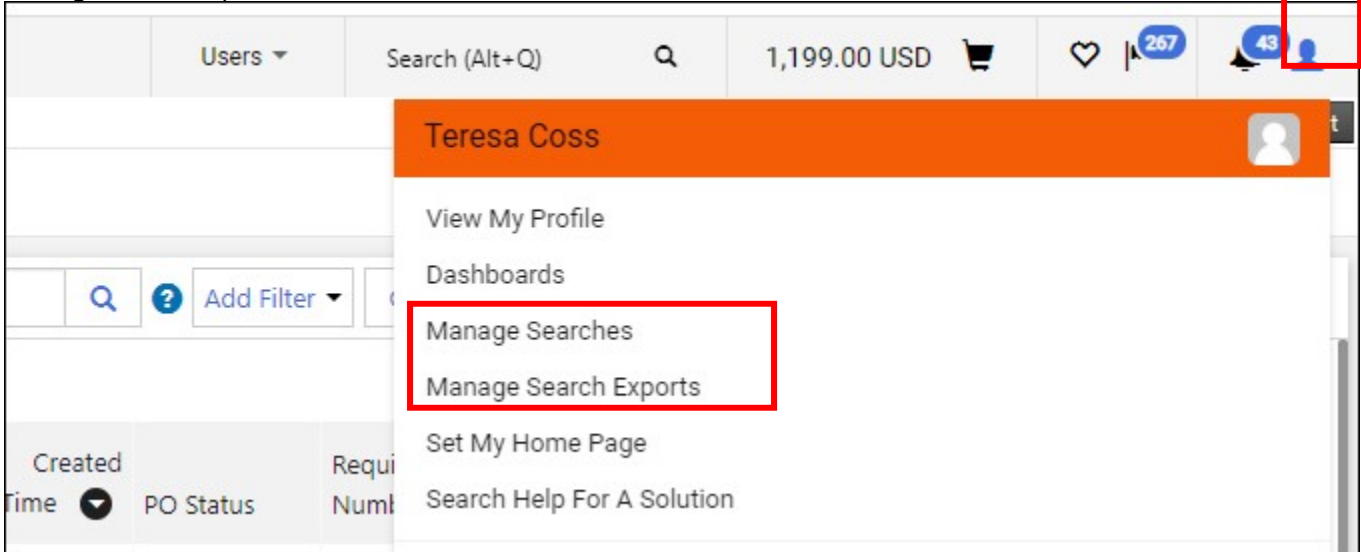 Users Search (Alt+Q) 1,199.00 USD 267 43
Teresa Coss
View My Profile
Dashboards
Add Filter
Manage Searches
Manage Search Exports
Set My Home Page
Created
Time PO Status
Search Help For A Solution